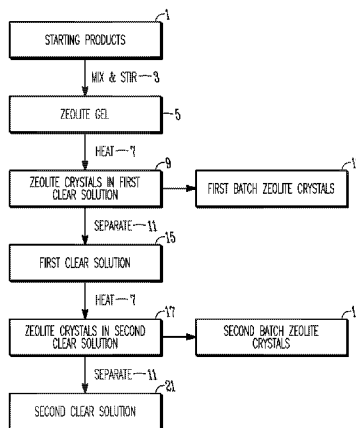 1
STARTING PRODUCTS
MIX & STIR 3
ZEOLITE GEL 5
HEAT 7
9
ZEOLITE CRYSTALS IN FIRST
CLEAR SOLUTION
1
FIRST BATCH ZEOLITE CRYSTALS
SEPARATE 11
15
FIRST CLEAR SOLUTION
HEAT 7
17
ZEOLITE CRYSTALS IN SECOND
CLEAR SOLUTION
1
SECOND BATCH ZEOLITE
CRYSTALS
SEPARATE 11
21
SECOND CLEAR SOLUTION